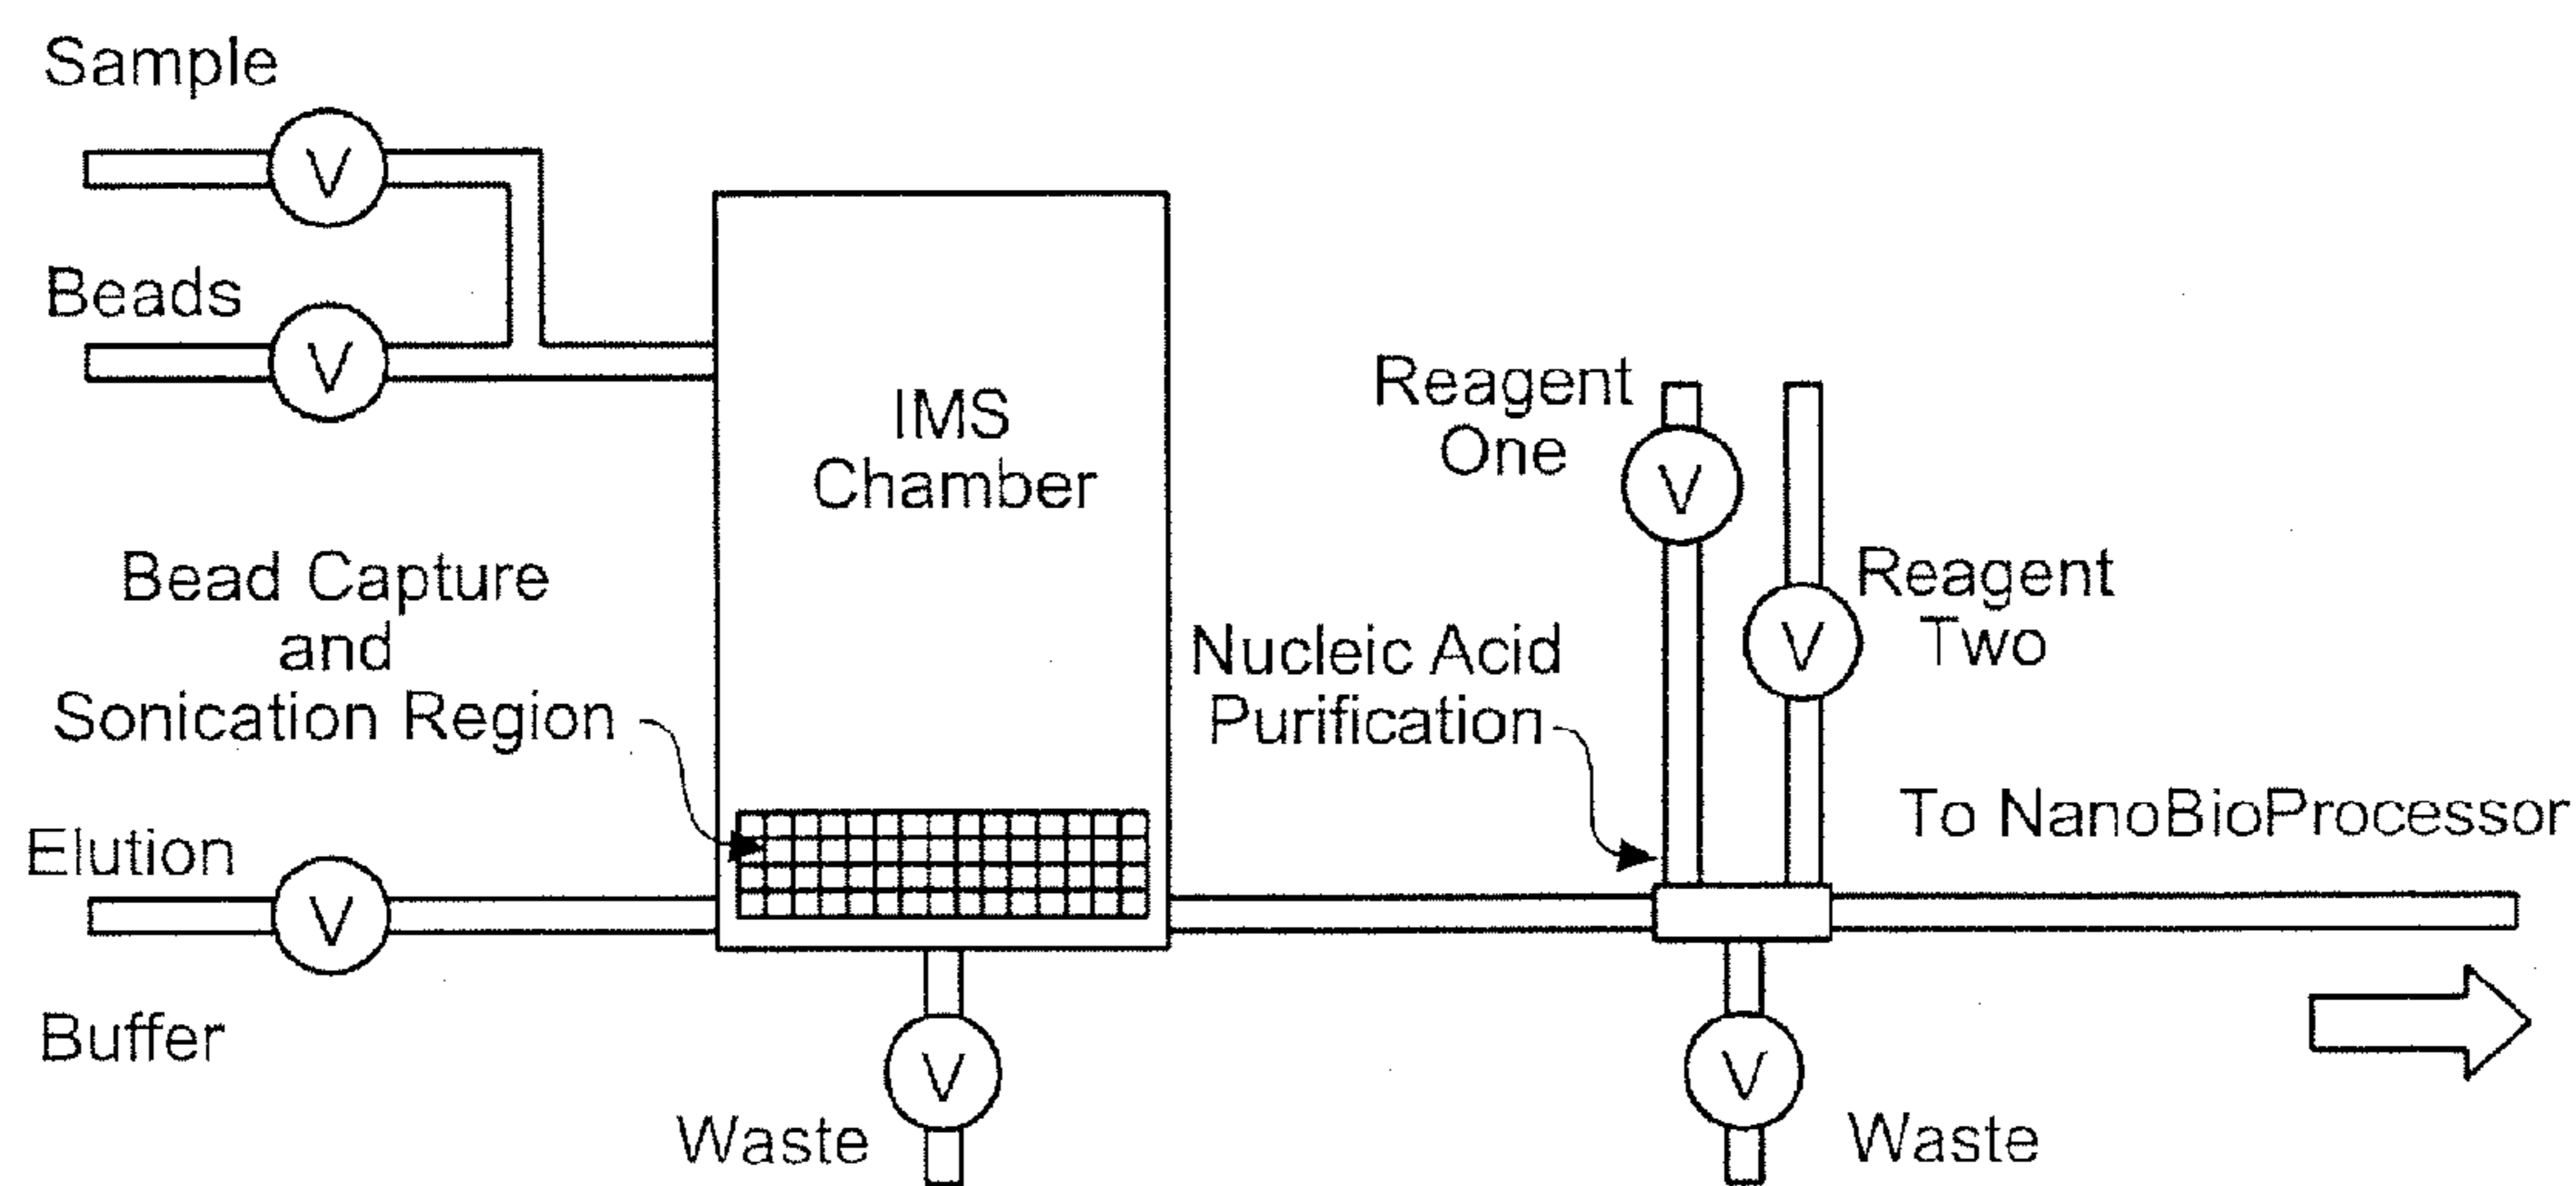 Sample
V
Beads
V
IMS
Chamber
Reagent
One
V
Reagent
Two
V
Bead Capture
and
Sonication Region
Nucleic Acid
Purification
To NanoBioProcessor
Elution
V
Buffer
V
Waste
V
Waste